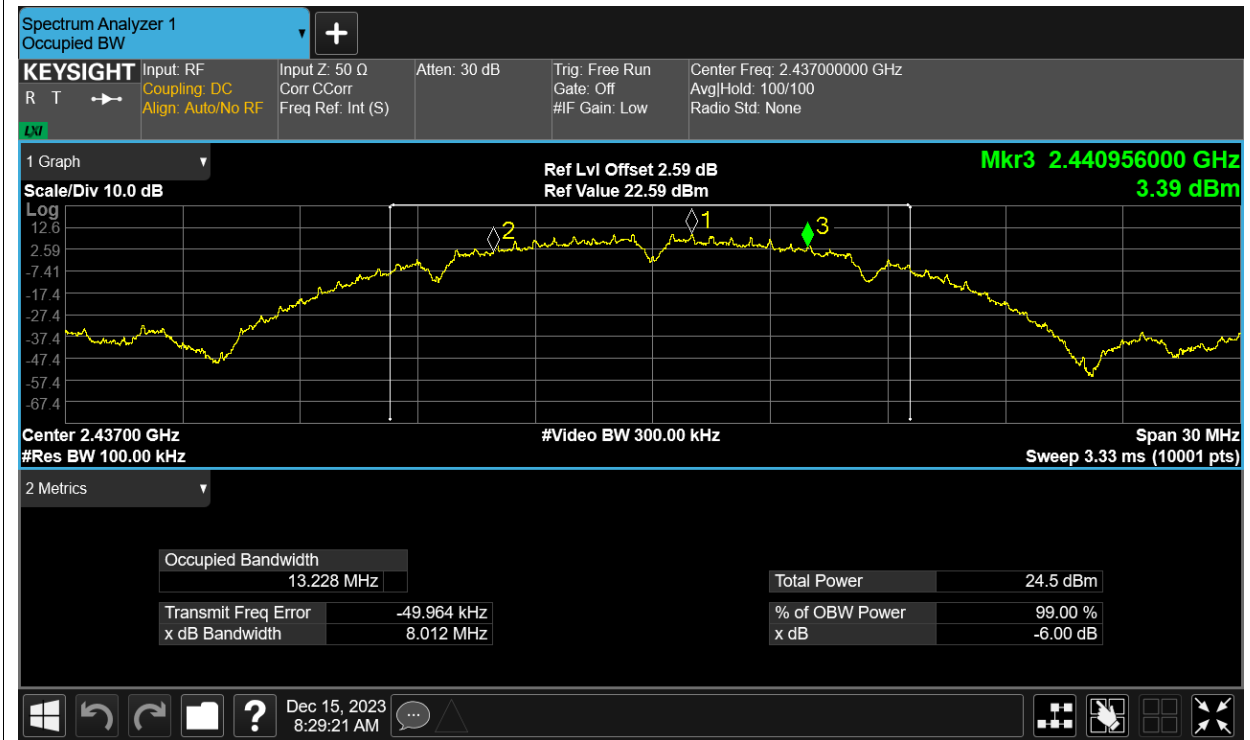 Spectrum Analyzer 1
Occupied BW
+
KEYSIGHT Input: RF Input Z: 50 Ω Atten: 30 dB Trig: Free Run Center Freq: 2.437000000 GHz
R T Coupling: DC Corr CCorr Gate: Off Avg|Hold: 100/100
Align: Auto/No RF Freq Ref: Int (S) #IF Gain: Low Radio Std: None
LXI
1 Graph
Ref Lvl Offset 2.59 dB Mkr3 2.440956000 GHz
Scale/Div 10.0 dB Ref Value 22.59 dBm 3.39 dBm
Log
12.6
2.59
-7.41
-17.4
-27.4
-37.4
-47.4
-57.4
-67.4
2 1 3
Center 2.43700 GHz #Video BW 300.00 kHz Span 30 MHz
#Res BW 100.00 kHz Sweep 3.33 ms (10001 pts)
2 Metrics
Occupied Bandwidth
13.228 MHz Total Power 24.5 dBm
Transmit Freq Error -49.964 kHz % of OBW Power 99.00 %
x dB Bandwidth 8.012 MHz x dB -6.00 dB
? Dec 15, 2023
8:29:21 AM